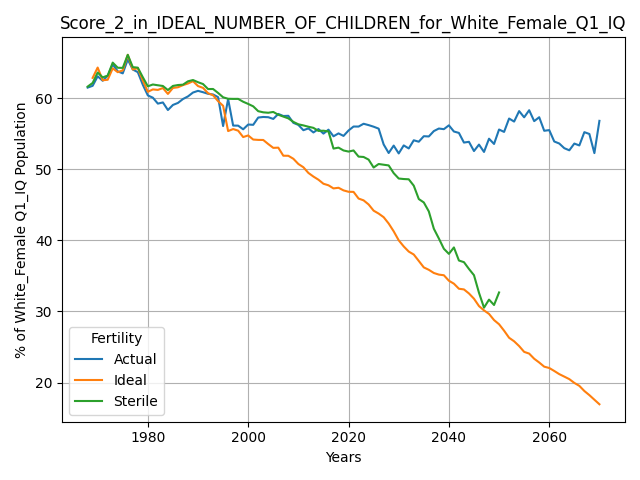 Score_2_in_IDEAL_NUMBER_OF_CHILDREN_for_White_Female_Q1_IQ
% of White_Female Q1_IQ Population
60
50
40
30
20
Fertility
Actual
Ideal
Sterile
1980
2000
2020
2040
2060
Years